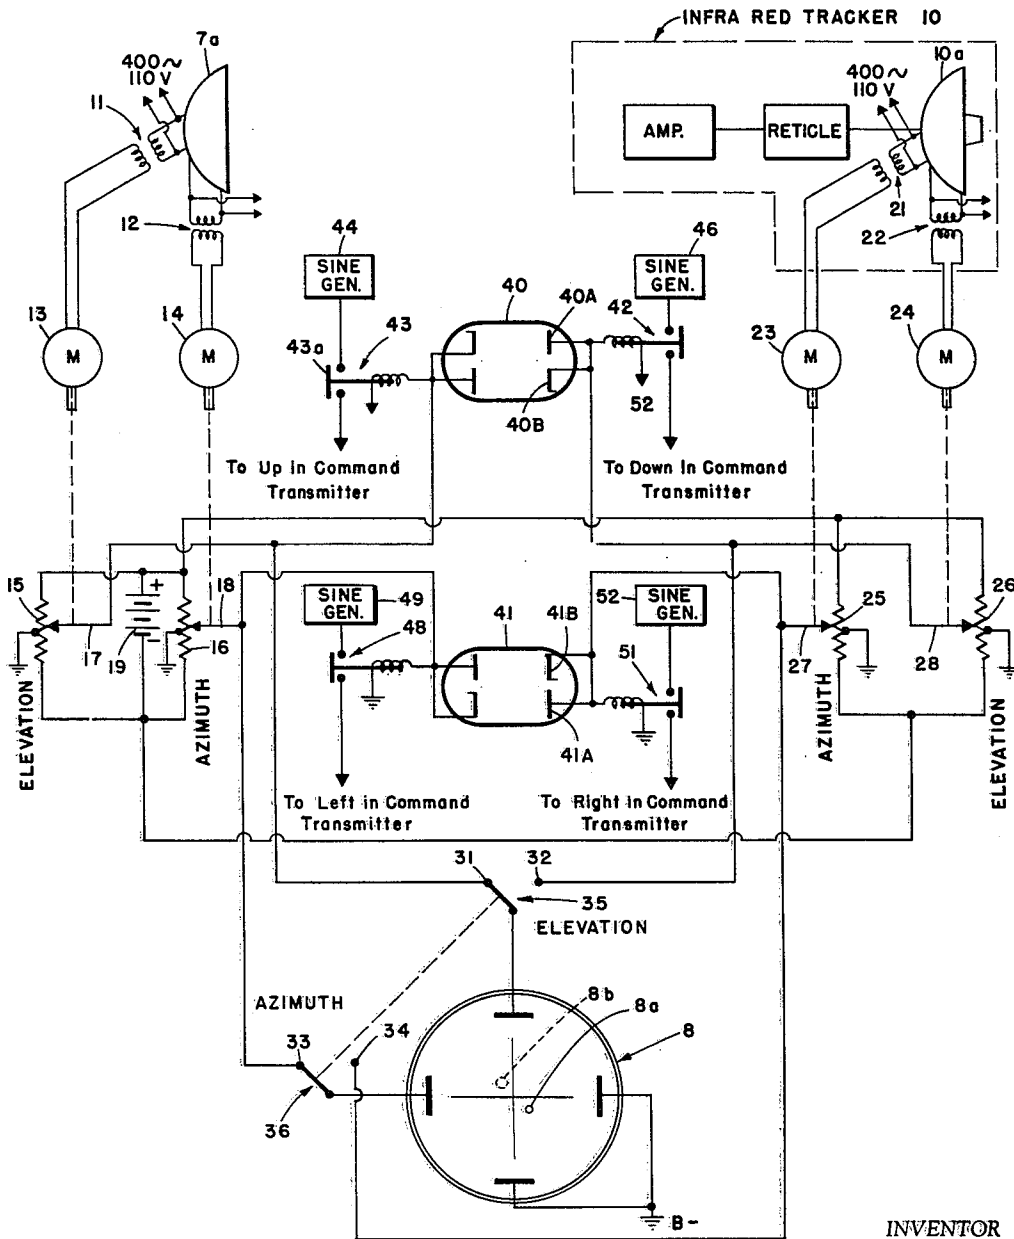 INFRA RED TRACKER 10
7a
400~
110 V
11
12
10a
400~
110 V
AMP.
RETICLE
21
22
44
SINE
GEN.
46
SINE
GEN.
40
40A
42
43
43a
40B
52
13
M
14
M
23
M
24
M
To Up In Command
Transmitter
To Down In Command
Transmitter
15
+
18
17
19
-
16
ELEVATION
AZIMUTH
SINE
GEN.
49
48
41
41B
52
SINE
GEN.
51
41A
25
26
27
28
AZIMUTH
ELEVATION
To Left in Command
Transmitter
To Right In Command
Transmitter
31
32
35
ELEVATION
AZIMUTH
33
34
36
8b
8a
8
B-
INVENTOR